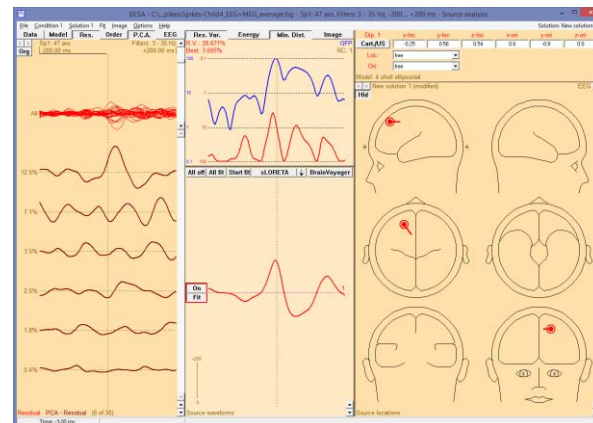 BESA - C:\...pikes\Spikes-Child4_EEG+MEG_average.fsg - Sp1: 47 avs, Filters: 3 - 35 Hz, -200 ... +200 ms - Source analysis
File Condition 1 Solution 1 Fit Image Options Help
Solution: New solution
Data Model Res. Order P.C.A. EEG
Res. Var. Energy Min. Dist. Image
Dip. 1 x-loc y-loc z-loc x-ori y-ori z-ori
Sp1: 47 avs Filters: 3 - 35 Hz
-200.00 ms +200.00 ms
Org
R.V.: 28.671% GFP
Best: 3.695% RC: 1
Cart./US -0.25 0.56 0.54 0.6 -0.8 0.0
Loc: free
Ori: free
Model: 4 shell ellipsoidal
New solution 1 (modified) EEG
Hld
All
12.5%
7.1%
3.5%
2.5%
1.8%
0.4%
All off All fit Start fit sLORETA BrainVoyager
On
Fit
1
Residual PCA - Residual (6 of 30)
Source waveforms
Source locations
Time: -5.00 ms